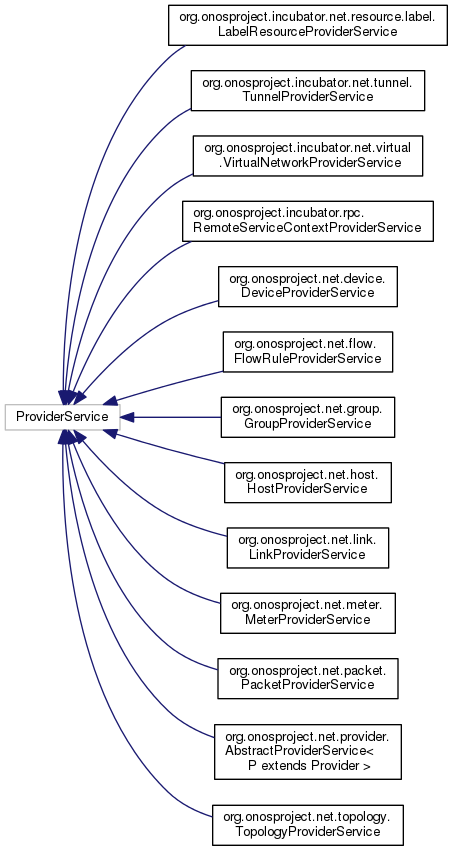 org.onosproject.incubator.net.resource.label.
LabelResourceProviderService
org.onosproject.incubator.net.tunnel.
TunnelProviderService
org.onosproject.incubator.net.virtual
.VirtualNetworkProviderService
org.onosproject.incubator.rpc.
RemoteServiceContextProviderService
org.onosproject.net.device.
DeviceProviderService
org.onosproject.net.flow.
FlowRuleProviderService
ProviderService
org.onosproject.net.group.
GroupProviderService
org.onosproject.net.host.
HostProviderService
org.onosproject.net.link.
LinkProviderService
org.onosproject.net.meter.
MeterProviderService
org.onosproject.net.packet.
PacketProviderService
org.onosproject.net.provider.
AbstractProviderService<
P extends Provider >
org.onosproject.net.topology.
TopologyProviderService